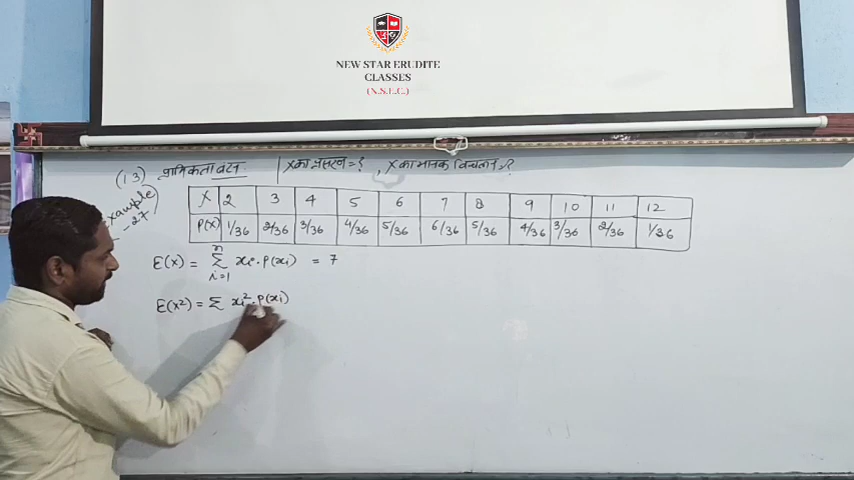 NEW STAR ERUDITE
CLASSES
(N.S.E.C.)
(13) प्रायिकता बंटन | X का प्रसरण = ? , X का मानक विचलन = ?
Example
-27
X 2 3 4 5 6 7 8 9 10 11 12
P(X) 1/36 2/36 3/36 4/36 5/36 6/36 5/36 4/36 3/36 2/36 1/36
E(X) = Σ xi · P(xi) = 7
n
i=1
E(X²) = Σ xi² · P(xi)